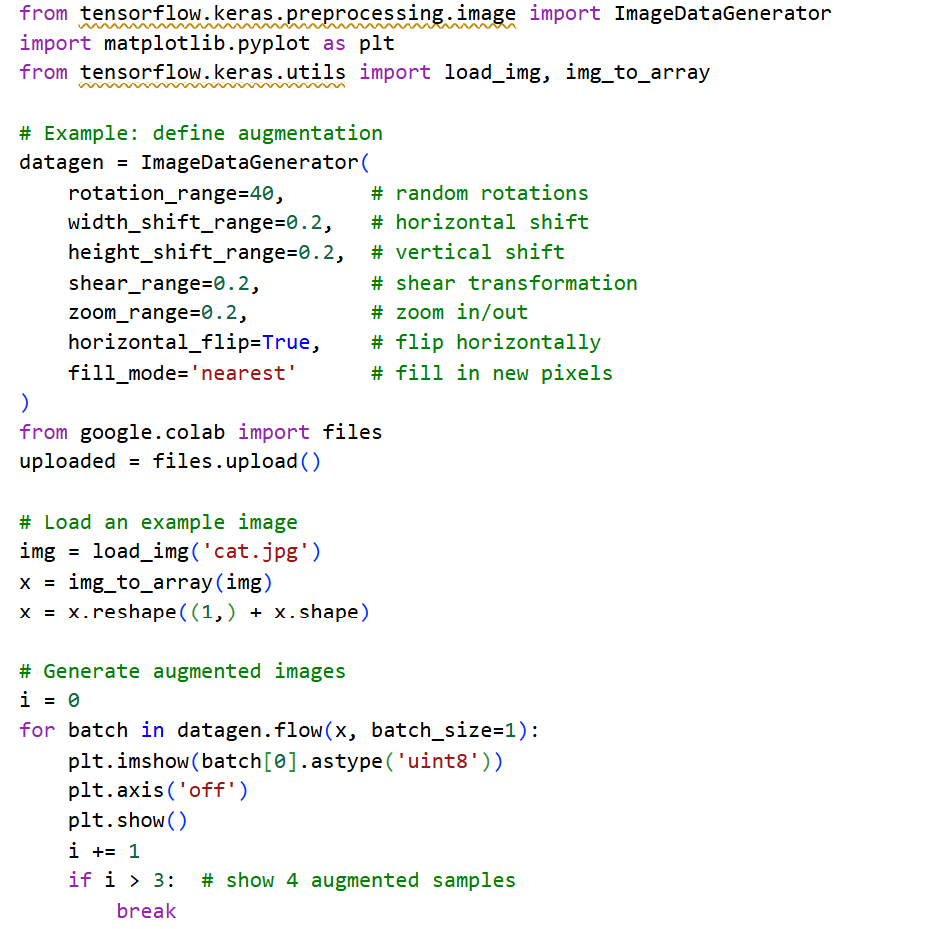 from tensorflow.keras.preprocessing.image import ImageDataGenerator
import matplotlib.pyplot as plt
from tensorflow.keras.utils import load_img, img_to_array

# Example: define augmentation
datagen = ImageDataGenerator(
    rotation_range=40,       # random rotations
    width_shift_range=0.2,   # horizontal shift
    height_shift_range=0.2,  # vertical shift
    shear_range=0.2,         # shear transformation
    zoom_range=0.2,          # zoom in/out
    horizontal_flip=True,    # flip horizontally
    fill_mode='nearest'      # fill in new pixels
)
from google.colab import files
uploaded = files.upload()

# Load an example image
img = load_img('cat.jpg')
x = img_to_array(img)
x = x.reshape((1,) + x.shape)

# Generate augmented images
i = 0
for batch in datagen.flow(x, batch_size=1):
    plt.imshow(batch[0].astype('uint8'))
    plt.axis('off')
    plt.show()
    i += 1
    if i > 3:  # show 4 augmented samples
        break